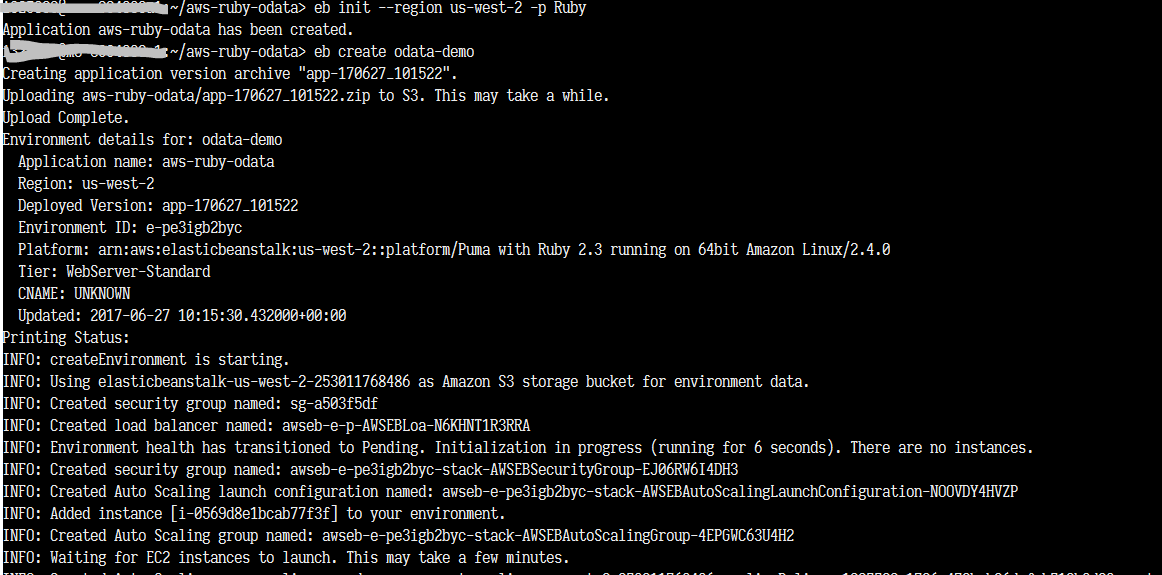 :~/aws-ruby-odata> eb init --region us-west-2 -p Ruby
Application aws-ruby-odata has been created.
:~/aws-ruby-odata> eb create odata-demo
Creating application version archive "app-170627_101522".
Uploading aws-ruby-odata/app-170627_101522.zip to S3. This may take a while.
Upload Complete.
Environment details for: odata-demo
  Application name: aws-ruby-odata
  Region: us-west-2
  Deployed Version: app-170627_101522
  Environment ID: e-pe3igb2byc
  Platform: arn:aws:elasticbeanstalk:us-west-2::platform/Puma with Ruby 2.3 running on 64bit Amazon Linux/2.4.0
  Tier: WebServer-Standard
  CNAME: UNKNOWN
  Updated: 2017-06-27 10:15:30.432000+00:00
Printing Status:
INFO: createEnvironment is starting.
INFO: Using elasticbeanstalk-us-west-2-253011768486 as Amazon S3 storage bucket for environment data.
INFO: Created security group named: sg-a503f5df
INFO: Created load balancer named: awseb-e-p-AWSEBLoa-N6KHNT1R3RRA
INFO: Environment health has transitioned to Pending. Initialization in progress (running for 6 seconds). There are no instances.
INFO: Created security group named: awseb-e-pe3igb2byc-stack-AWSEBSecurityGroup-EJ06RW6I4DH3
INFO: Created Auto Scaling launch configuration named: awseb-e-pe3igb2byc-stack-AWSEBAutoScalingLaunchConfiguration-NOOVDY4HVZP
INFO: Added instance [i-0569d8e1bcab77f3f] to your environment.
INFO: Created Auto Scaling group named: awseb-e-pe3igb2byc-stack-AWSEBAutoScalingGroup-4EPGWC63U4H2
INFO: Waiting for EC2 instances to launch. This may take a few minutes.